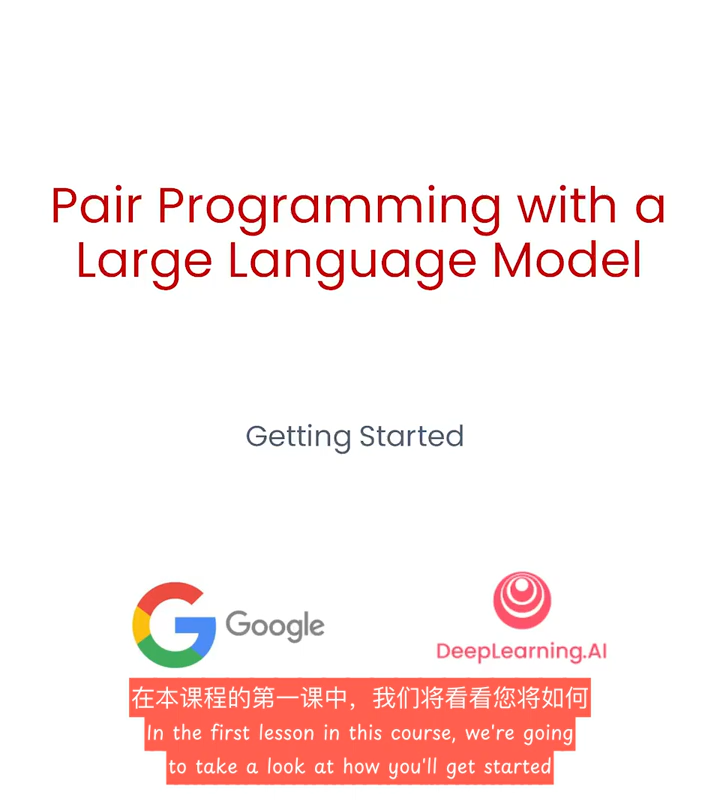 Pair Programming with a
Large Language Model
Getting Started
Google
DeepLearning.AI
在本课程的第一课中，我们将看看您将如何
In the first lesson in this course, we're going
to take a look at how you'll get started